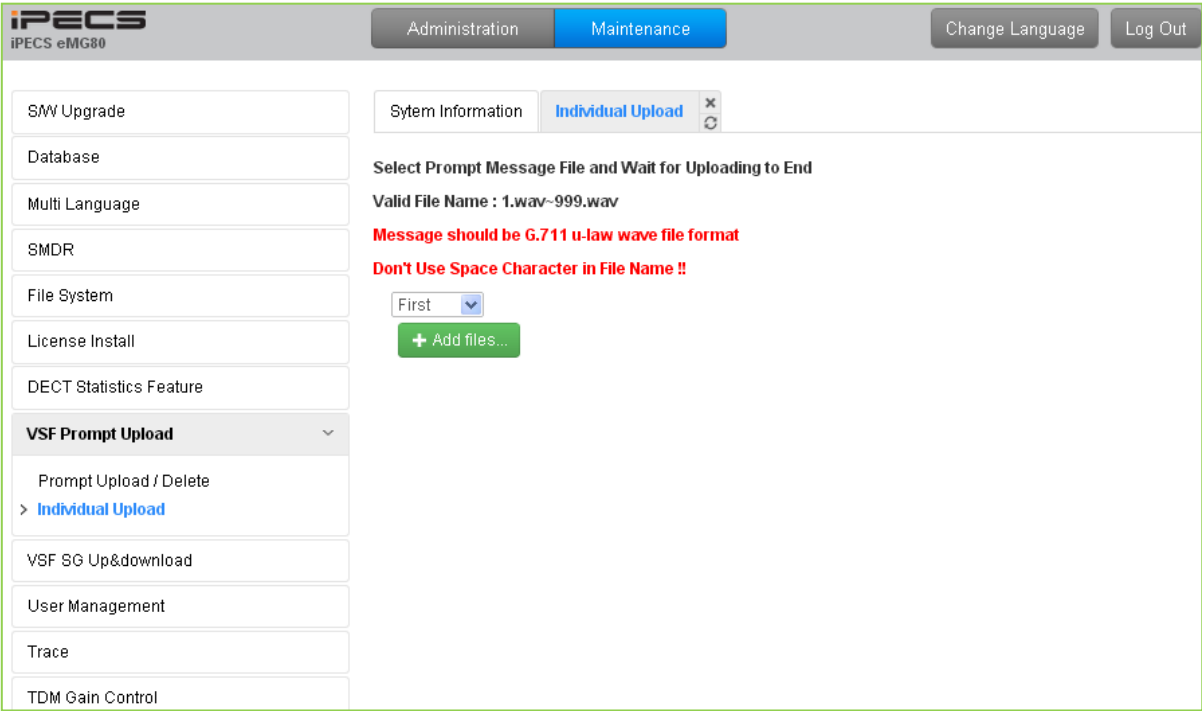 iPECS
iPECS eMG80
Administration
Maintenance
Change Language
Log Out
S/W Upgrade
Database
Multi Language
SMDR
File System
License Install
DECT Statistics Feature
VSF Prompt Upload
Prompt Upload / Delete
> Individual Upload
VSF SG Up&download
User Management
Trace
TDM Gain Control
Sytem Information
Individual Upload
Select Prompt Message File and Wait for Uploading to End
Valid File Name : 1.wav~999.wav
Message should be G.711 u-law wave file format
Don't Use Space Character in File Name !!
First
+ Add files...